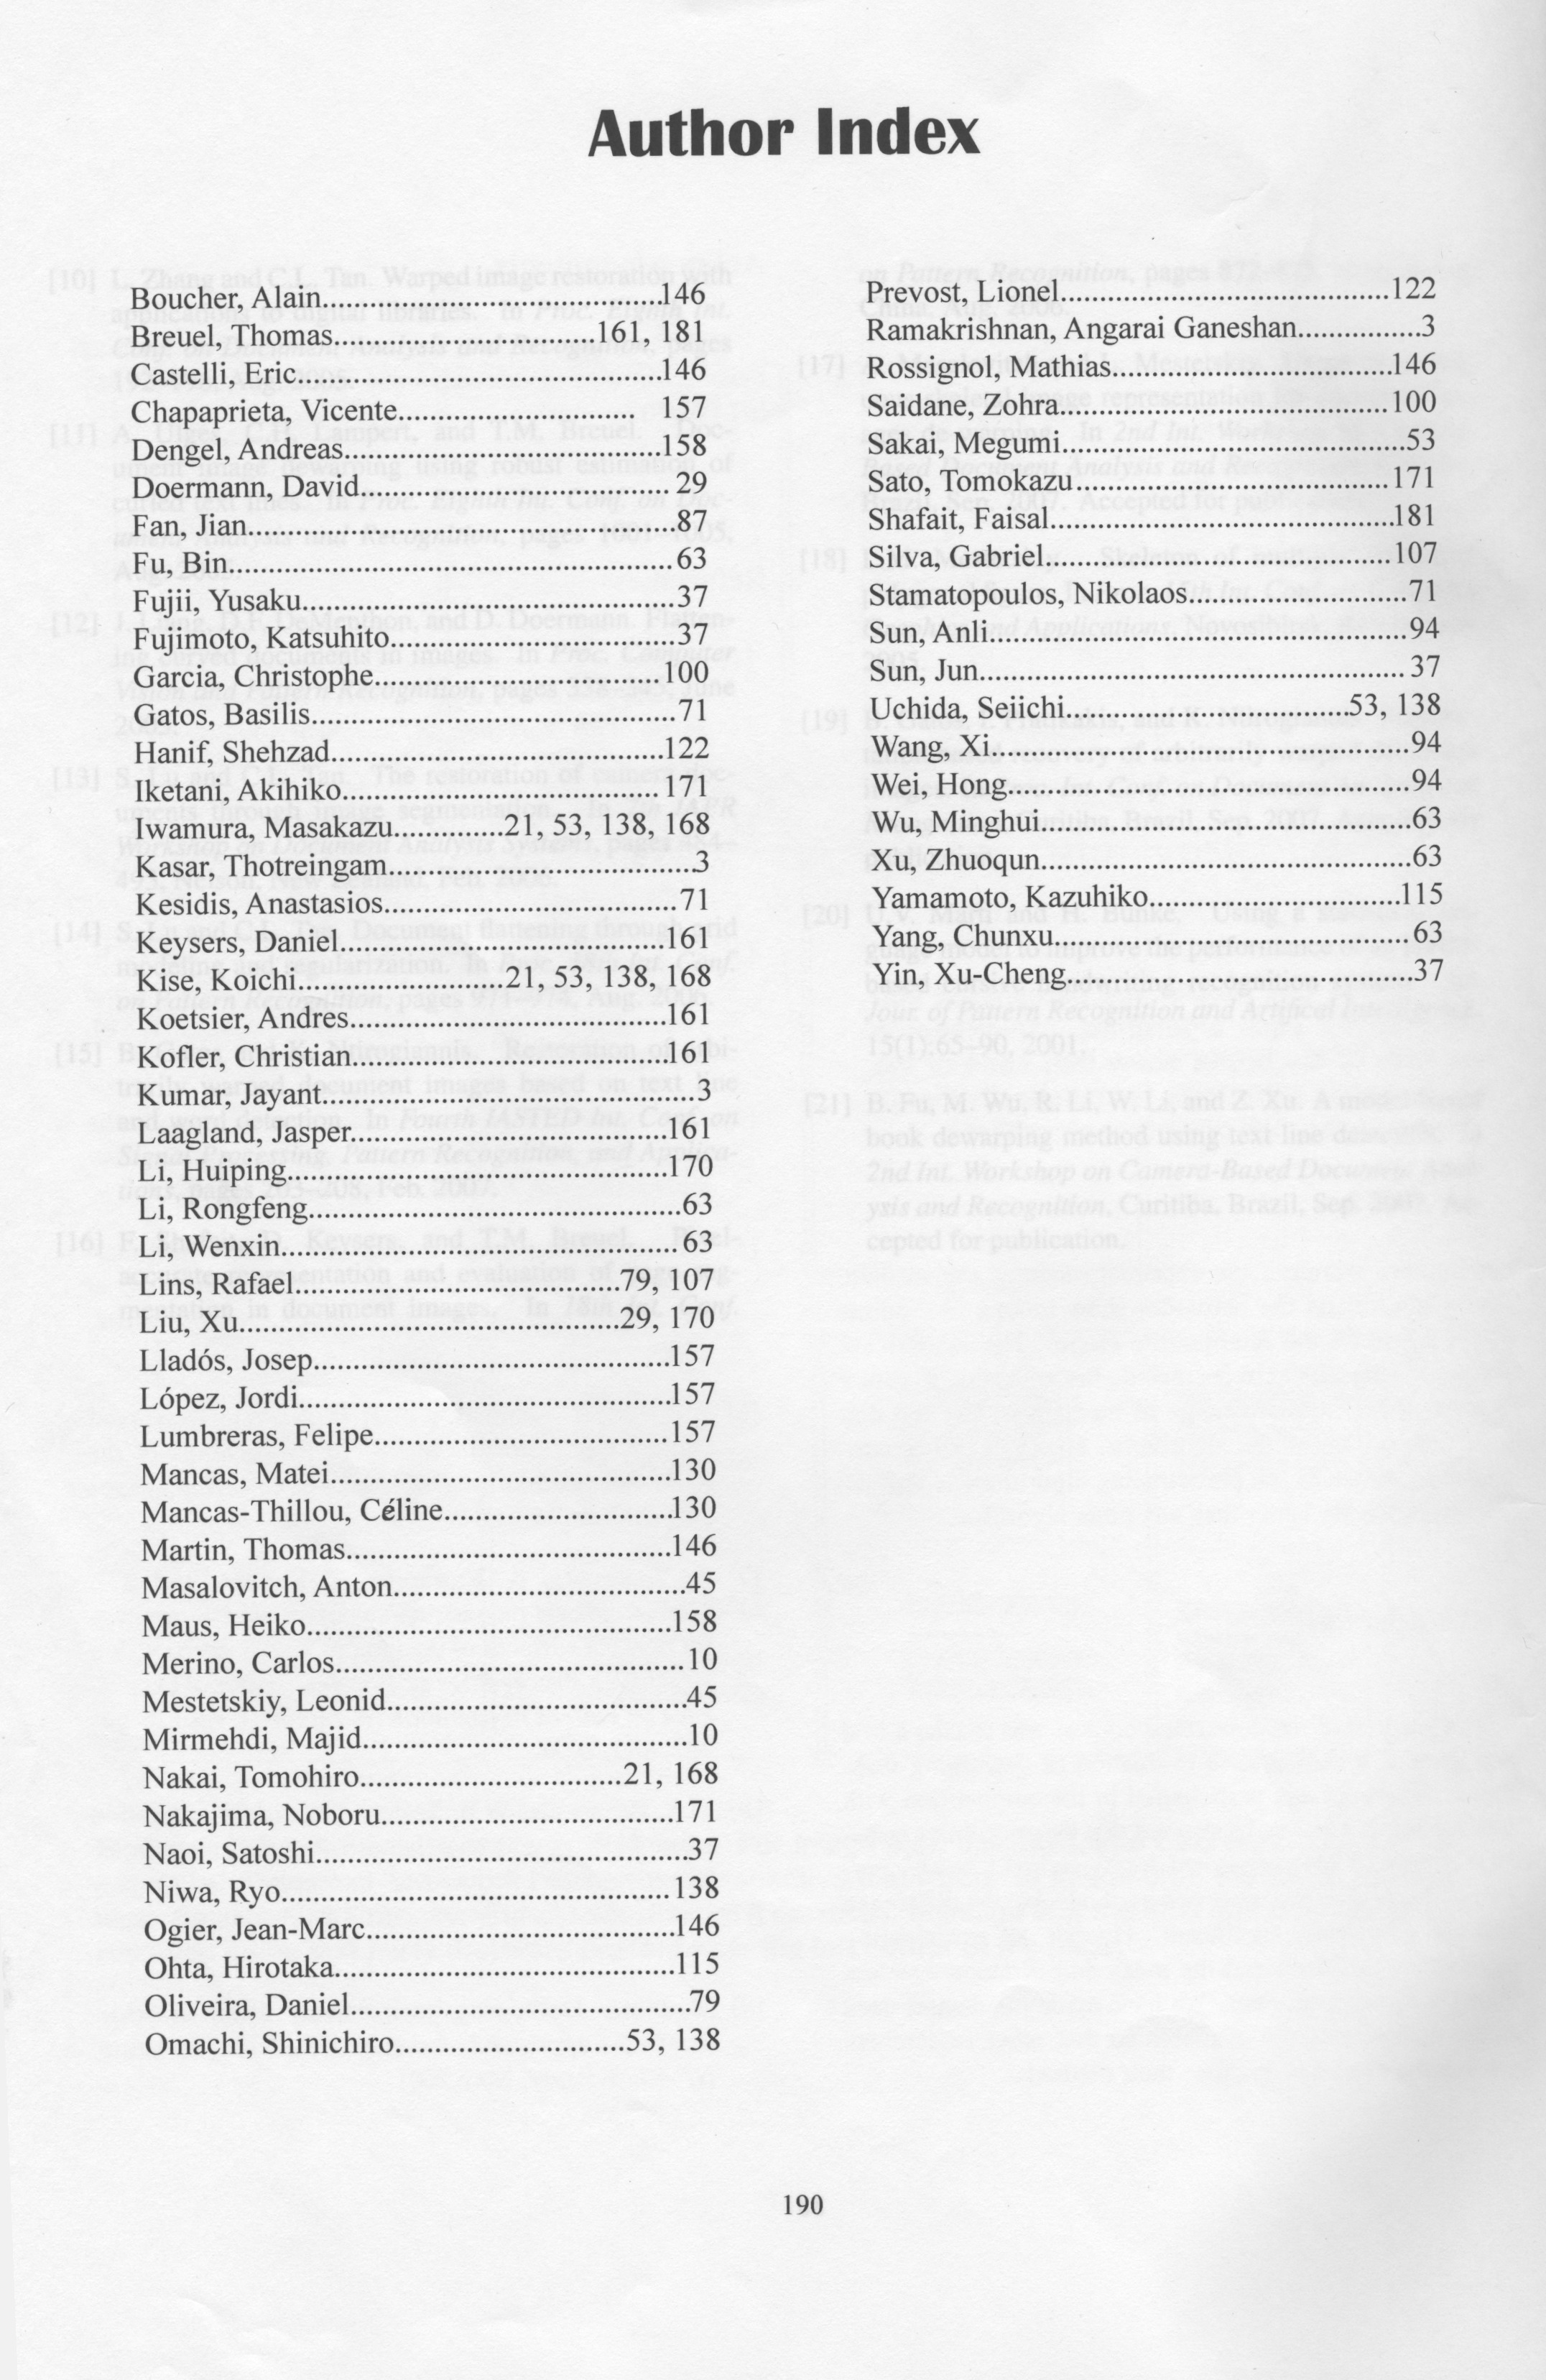 Author Index
Boucher, Alain..........................................146
Breuel, Thomas.................................161, 181
Castelli, Eric.............................................146
Chapaprieta, Vicente.............................. 157
Dengel, Andreas.......................................158
Doermann, David...................................... 29
Fan, Jian.....................................................87
Fu, Bin....................................................... 63
Fujii, Yusaku..............................................37
Fujimoto, Katsuhito....................................37
Garcia, Christophe................................... 100
Gatos, Basilis.............................................71
Hanif, Shehzad.........................................122
Iketani, Akihiko....................................... 171
Iwamura, Masakazu..............21, 53, 138, 168
Kasar, Thotreingam......................................3
Kesidis, Anastasios....................................71
Keysers, Daniel........................................161
Kise, Koichi..........................21, 53, 138, 168
Koetsier, Andres.......................................161
Kofler, Christian.......................................161
Kumar, Jayant..............................................3
Laagland, Jasper.......................................161
Li, Huiping...............................................170
Li, Rongfeng..............................................63
Li, Wenxin................................................. 63
Lins, Rafael........................................79, 107
Liu, Xu...............................................29, 170
Lladós, Josep............................................157
López, Jordi..............................................157
Lumbreras, Felipe....................................157
Mancas, Matei..........................................130
Mancas-Thillou, Céline............................130
Martin, Thomas........................................146
Masalovitch, Anton....................................45
Maus, Heiko.............................................158
Merino, Carlos........................................... 10
Mestetskiy, Leonid.....................................45
Mirmehdi, Majid........................................10
Nakai, Tomohiro................................21, 168
Nakajima, Noboru....................................171
Naoi, Satoshi..............................................37
Niwa, Ryo................................................ 138
Ogier, Jean-Marc......................................146
Ohta, Hirotaka..........................................115
Oliveira, Daniel..........................................79
Omachi, Shinichiro............................53, 138
Prevost, Lionel.........................................122
Ramakrishnan, Angarai Ganeshan...............3
Rossignol, Mathias...................................146
Saidane, Zohra......................................... 100
Sakai, Megumi...........................................53
Sato, Tomokazu.......................................171
Shafait, Faisal...........................................181
Silva, Gabriel........................................... 107
Stamatopoulos, Nikolaos...........................71
Sun, Anli....................................................94
Sun, Jun..................................................... 37
Uchida, Seiichi...................................53, 138
Wang, Xi....................................................94
Wei, Hong..................................................94
Wu, Minghui..............................................63
Xu, Zhuoqun..............................................63
Yamamoto, Kazuhiko...............................115
Yang, Chunxu............................................ 63
Yin, Xu-Cheng...........................................37
190